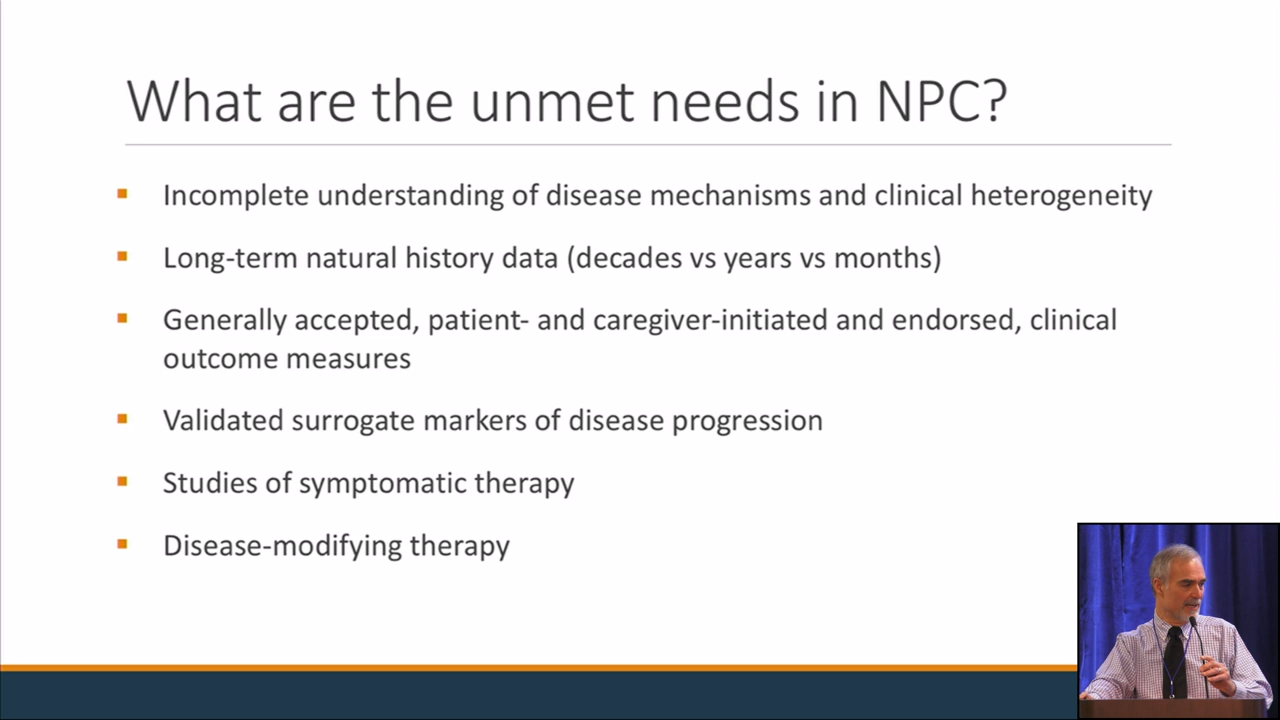 What are the unmet needs in NPC?
Incomplete understanding of disease mechanisms and clinical heterogeneity
Long-term natural history data (decades vs years vs months)
Generally accepted, patient- and caregiver-initiated and endorsed, clinical
outcome measures
Validated surrogate markers of disease progression
Studies of symptomatic therapy
Disease-modifying therapy